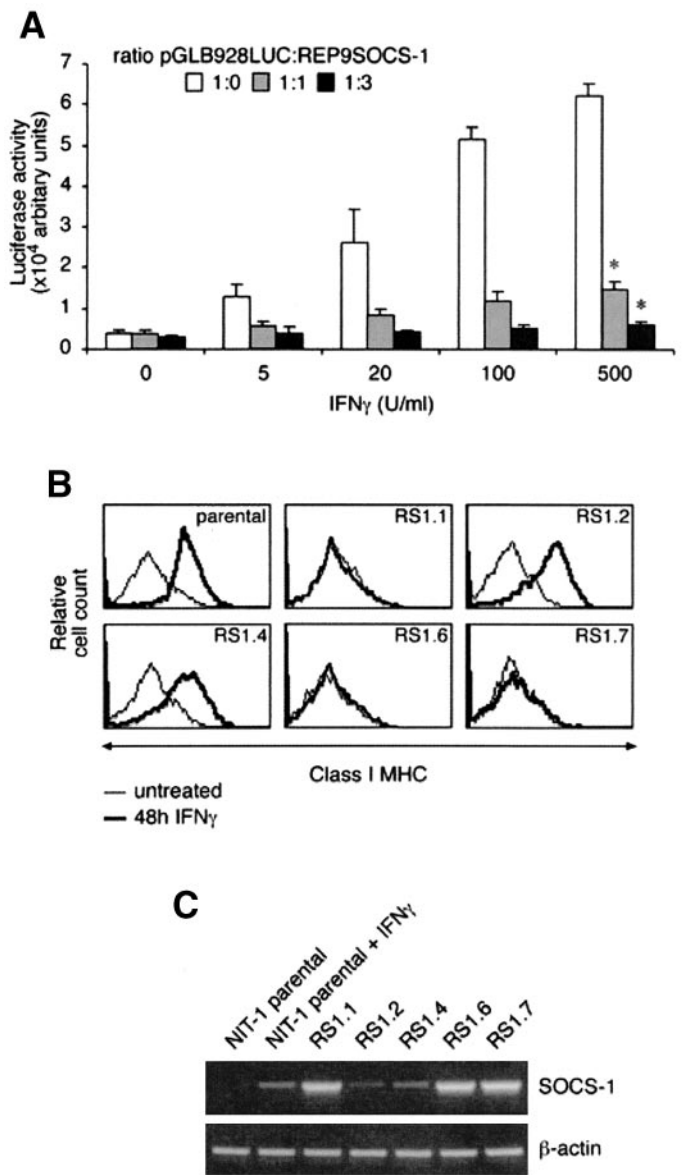 A
ratio pGLB928LUC:REP9SOCS-1
1:0 1:1 1:3
Luciferase activity
(x10⁴ arbitary units)
7
6
5
4
3
2
1
0
* *
0 5 20 100 500
IFNγ (U/ml)
B
parental RS1.1 RS1.2
RS1.4 RS1.6 RS1.7
Relative
cell count
Class I MHC
untreated
48h IFNγ
C
NIT-1 parental
NIT-1 parental + IFNγ
RS1.1
RS1.2
RS1.4
RS1.6
RS1.7
SOCS-1
β-actin